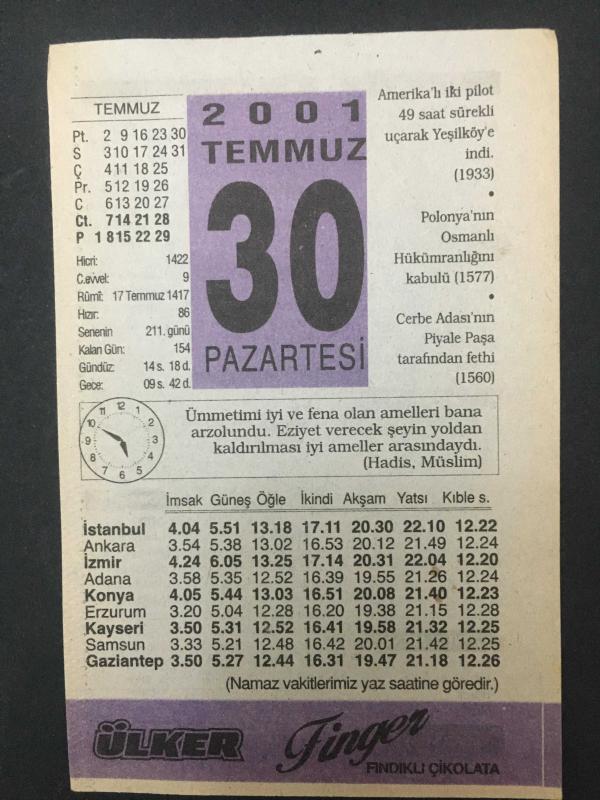 TEMMUZ
Pt. 2 9 16 23 30
S 3 10 17 24 31
Ç 4 11 18 25
Pr. 5 12 19 26
C 6 13 20 27
Ct. 7 14 21 28
P 1 8 15 22 29
Hicri: 1422
C.evvel: 9
Rûmî: 17 Temmuz 1417
Hızır: 86
Senenin 211. günü
Kalan Gün: 154
Gündüz: 14 s. 18 d.
Gece: 09 s. 42 d.
2001
TEMMUZ
30
PAZARTESİ
Amerika'lı iki pilot
49 saat sürekli
uçarak Yeşilköy'e
indi.
(1933)
•
Polonya'nın
Osmanlı
Hükümranlığını
kabulü (1577)
•
Cerbe Adası'nın
Piyale Paşa
tarafından fethi
(1560)
12 1 2 3 4 5 6 7 8 9 10 11
Ümmetimi iyi ve fena olan amelleri bana
arzolundu. Eziyet verecek şeyin yoldan
kaldırılması iyi ameller arasındaydı.
(Hadis, Müslim)
İmsak Güneş Öğle İkindi Akşam Yatsı Kıble s.
İstanbul 4.04 5.51 13.18 17.11 20.30 22.10 12.22
Ankara 3.54 5.38 13.02 16.53 20.12 21.49 12.24
İzmir 4.24 6.05 13.25 17.14 20.31 22.04 12.20
Adana 3.58 5.35 12.52 16.39 19.55 21.26 12.24
Konya 4.05 5.44 13.03 16.51 20.08 21.40 12.23
Erzurum 3.20 5.04 12.28 16.20 19.38 21.15 12.28
Kayseri 3.50 5.31 12.52 16.41 19.58 21.32 12.25
Samsun 3.33 5.21 12.48 16.42 20.01 21.42 12.25
Gaziantep 3.50 5.27 12.44 16.31 19.47 21.18 12.26
(Namaz vakitlerimiz yaz saatine göredir.)
ÜLKER
Finger
FINDIKLI ÇİKOLATA